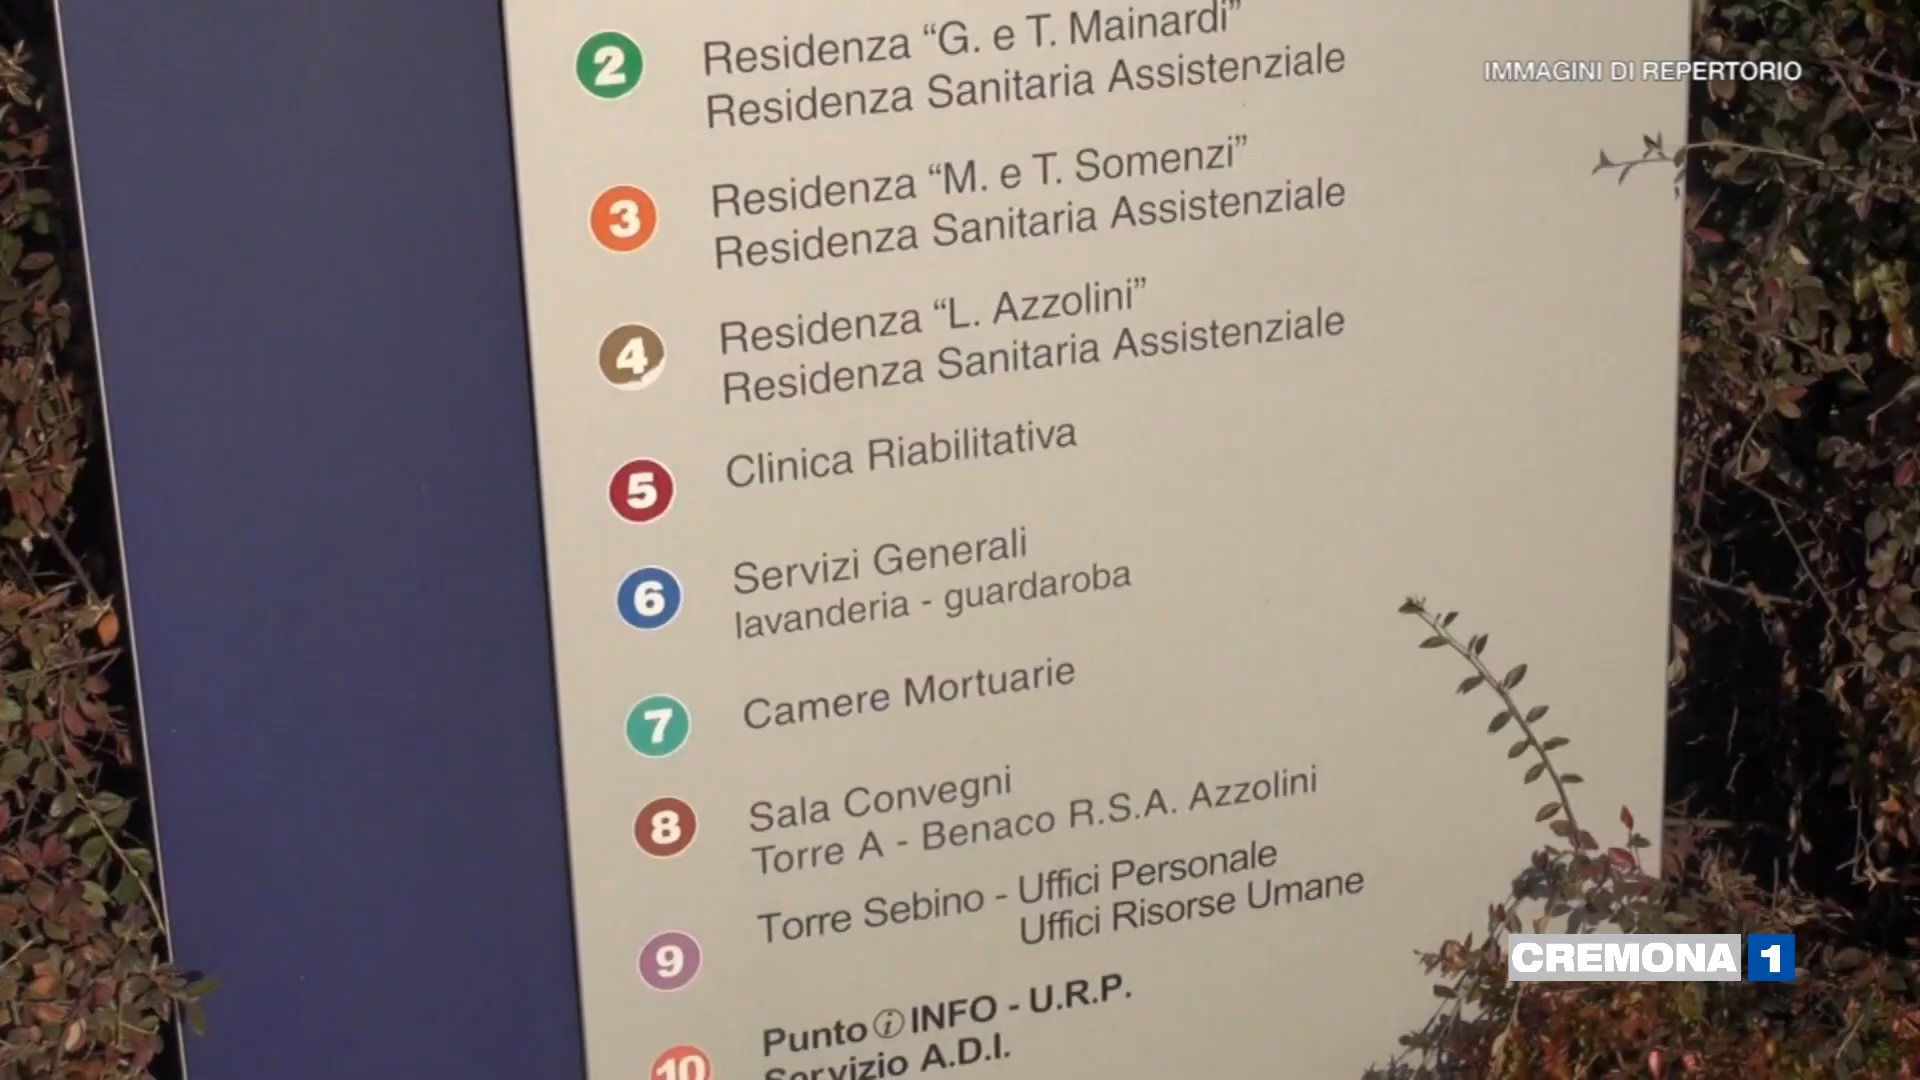 2 Residenza “G. e T. Mainardi”
Residenza Sanitaria Assistenziale
IMMAGINI DI REPERTORIO
3 Residenza “M. e T. Somenzi”
Residenza Sanitaria Assistenziale
4 Residenza “L. Azzolini”
Residenza Sanitaria Assistenziale
5 Clinica Riabilitativa
6 Servizi Generali
lavanderia - guardaroba
7 Camere Mortuarie
8 Sala Convegni
Torre A - Benaco R.S.A. Azzolini
9 Torre Sebino - Uffici Personale
Uffici Risorse Umane
CREMONA 1
10 Punto i INFO - U.R.P.
Servizio A.D.I.